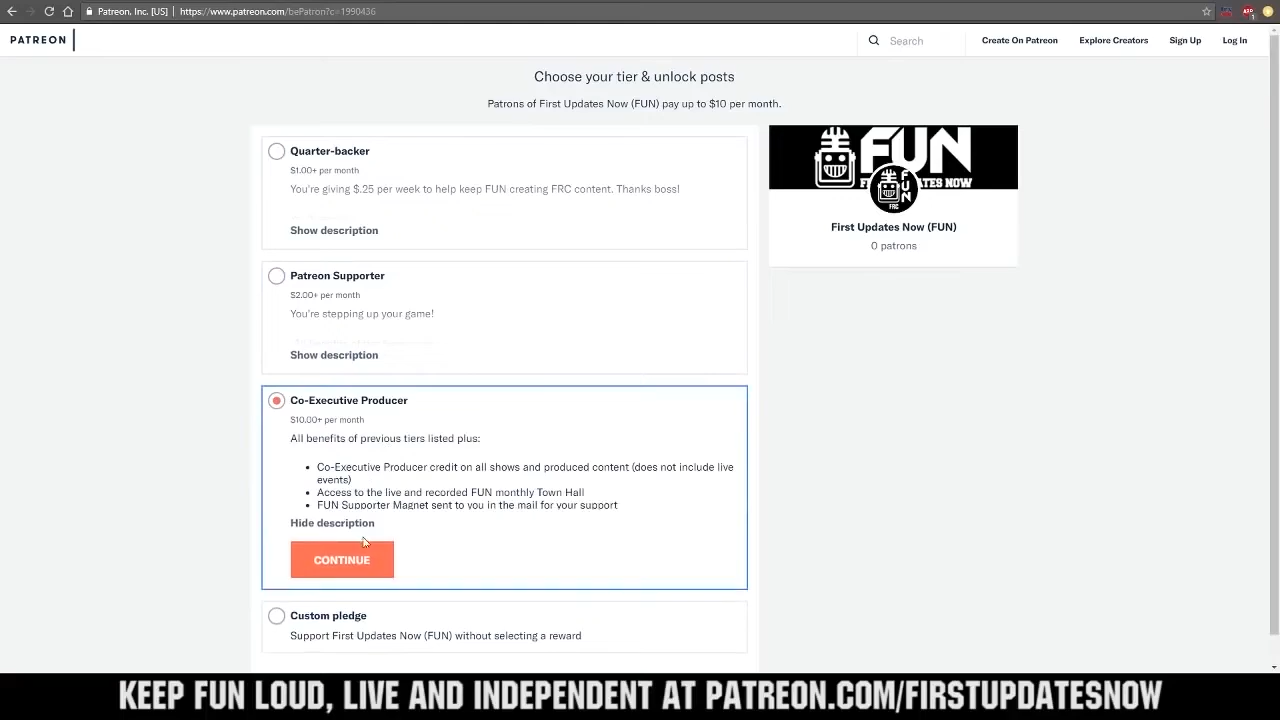 Patreon, Inc. [US] | https://www.patreon.com/bePatron?c=1990436
PATREON
Search
Create On Patreon
Explore Creators
Sign Up
Log In
Choose your tier & unlock posts
Patrons of First Updates Now (FUN) pay up to $10 per month.
Quarter-backer
$1.00+ per month
You're giving $.25 per week to help keep FUN creating FRC content. Thanks boss!
Show description
Patreon Supporter
$2.00+ per month
You're stepping up your game!
Show description
Co-Executive Producer
$10.00+ per month
All benefits of previous tiers listed plus:
• Co-Executive Producer credit on all shows and produced content (does not include live
events)
• Access to the live and recorded FUN monthly Town Hall
• FUN Supporter Magnet sent to you in the mail for your support
Hide description
CONTINUE
Custom pledge
Support First Updates Now (FUN) without selecting a reward
FUN
FUN
FRC
First Updates Now (FUN)
0 patrons
KEEP FUN LOUD, LIVE AND INDEPENDENT AT PATREON.COM/FIRSTUPDATESNOW